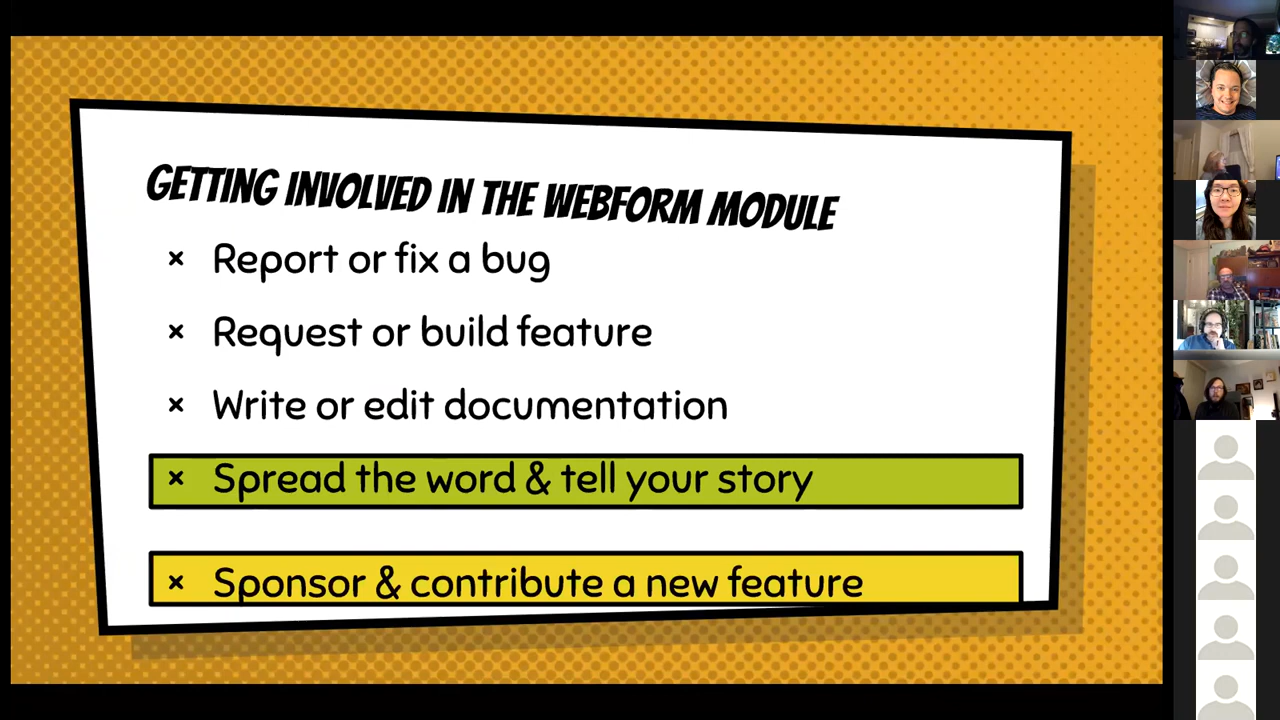 GETTING INVOLVED IN THE WEBFORM MODULE
× Report or fix a bug
× Request or build feature
× Write or edit documentation
× Spread the word & tell your story
× Sponsor & contribute a new feature